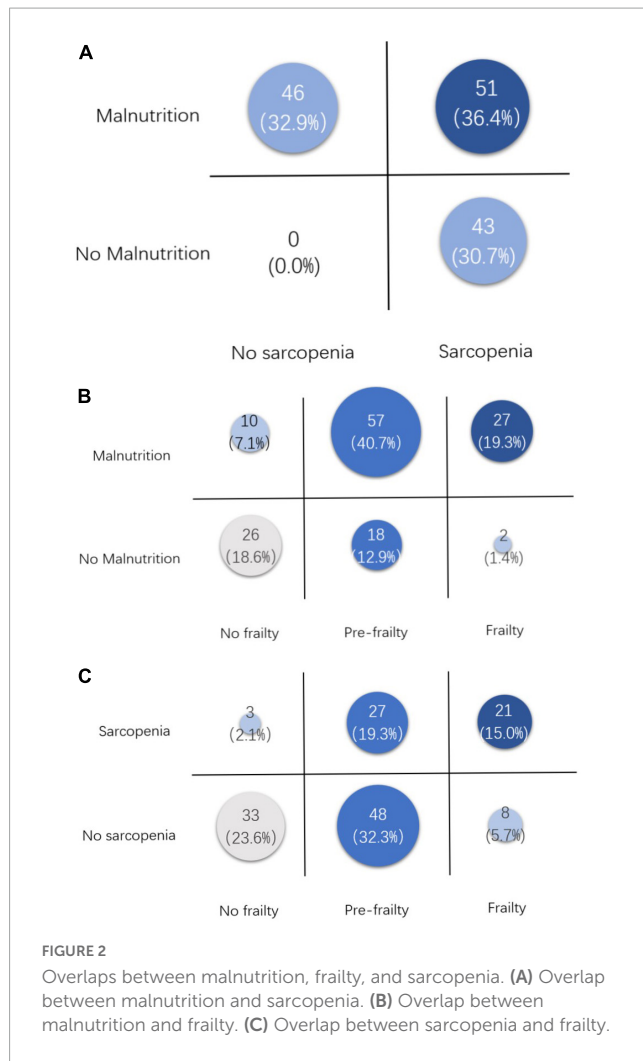 A
46
51
Malnutrition
(32.9%)
(36.4%)
43
0
No Malnutrition
(30.7%)
(0.0%)
No sarcopenia
Sarcopenia
B
10
57
27
(7.1%)
(40.7%)
(19.3%)
Malnutrition
26
18
2
No Malnutrition
(18.6%)
(12.9%)
(1.4%)
No frailty
Pre-frailty
Frailty
C
3
27
21
Sarcopenia
(2.1%)
(19.3%)
(15.0%)
33
48
8
No sarcopenia
(23.6%)
(32.3%)
(5.7%)
No frailty
Pre-frailty
Frailty
FIGURE 2
Overlaps between malnutrition, frailty, and sarcopenia. (A) Overlap
between malnutrition and sarcopenia. (B) Overlap between
malnutrition and frailty. (C) Overlap between sarcopenia and frailty.